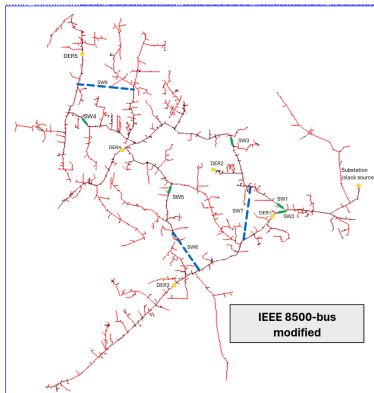 DER5
SW8
SW4
DER4
SW3
DER2
Substation
(slack source
SW5
SW1
DER1
SW2
SW7
SW6
DER3
IEEE 8500-bus
modified